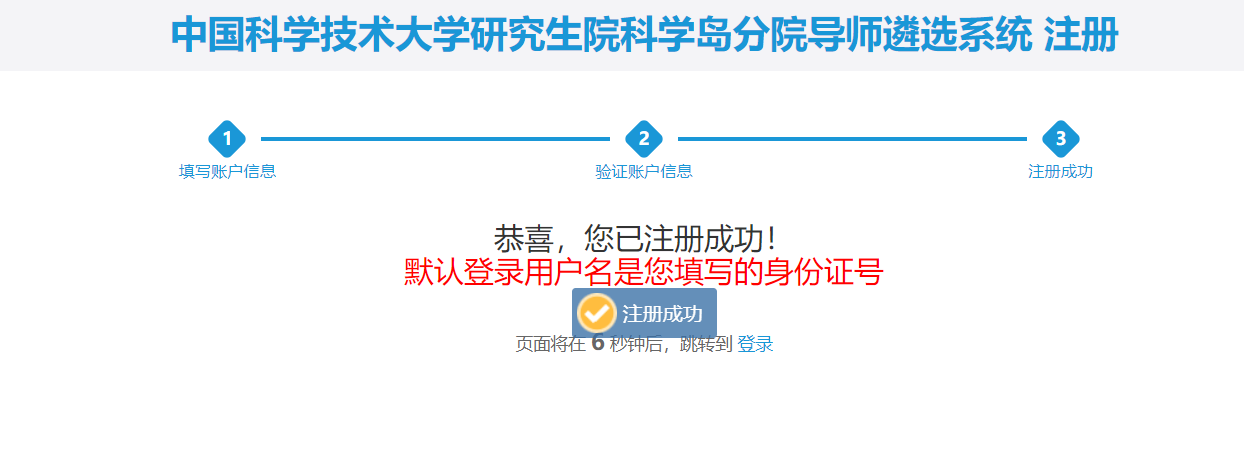 中国科学技术大学研究生院科学岛分院导师遴选系统 注册
1 2 3
填写账户信息 验证账户信息 注册成功
恭喜，您已注册成功！
默认登录用户名是您填写的身份证号
注册成功
页面将在 6 秒钟后，跳转到 登录